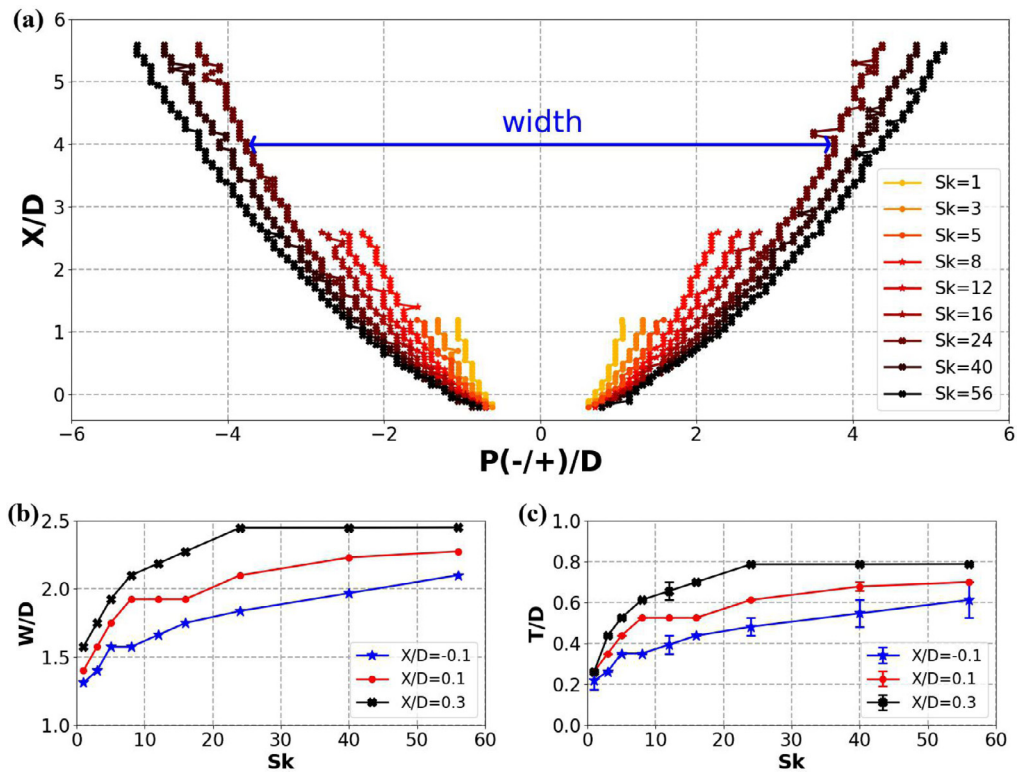 (a)
6
5
4
3
2
1
0
X/D
width
Sk=1
Sk=3
Sk=5
Sk=8
Sk=12
Sk=16
Sk=24
Sk=40
Sk=56
−6 −4 −2 0 2 4 6
P(-/+)/D
(b)
2.5
2.0
1.5
1.0
W/D
X/D=-0.1
X/D=0.1
X/D=0.3
0 10 20 30 40 50 60
Sk
(c)
1.0
0.8
0.6
0.4
0.2
0.0
T/D
X/D=-0.1
X/D=0.1
X/D=0.3
0 10 20 30 40 50 60
Sk